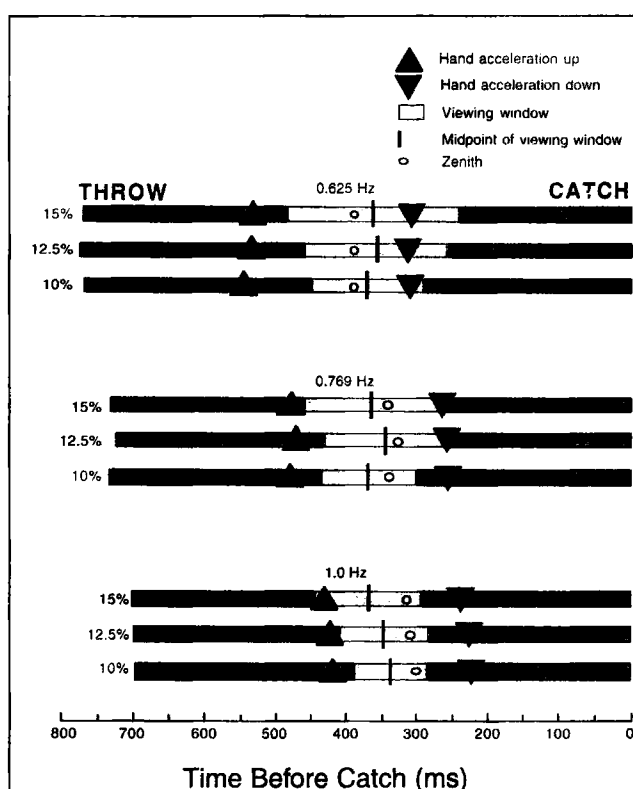 Hand acceleration up
Hand acceleration down
Viewing window
Midpoint of viewing window
Zenith
THROW 0.625 Hz CATCH
15%
12.5%
10%
0.769 Hz
15%
12.5%
10%
1.0 Hz
15%
12.5%
10%
800 700 600 500 400 300 200 100 0
Time Before Catch (ms)